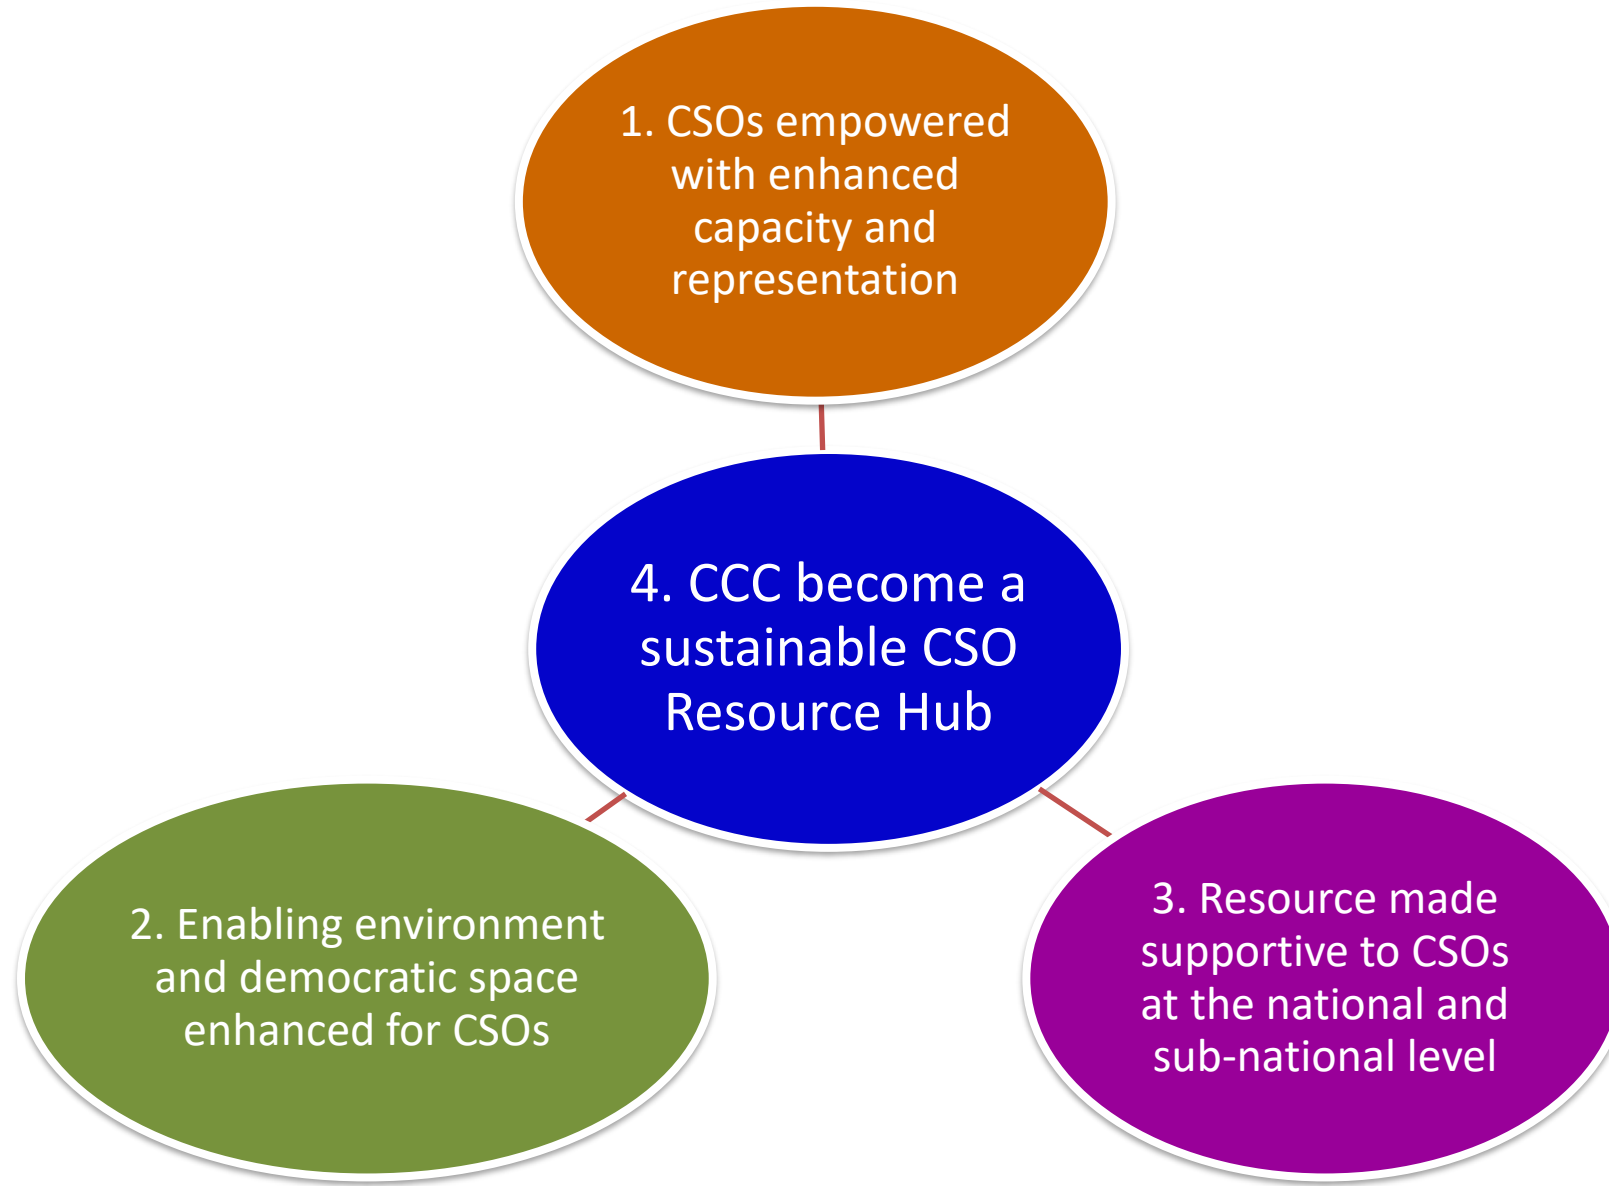 1. CSOs empowered
with enhanced
capacity and
representation
4. CCC become a
sustainable CSO
Resource Hub
2. Enabling environment
and democratic space
enhanced for CSOs
3. Resource made
supportive to CSOs
at the national and
sub-national level